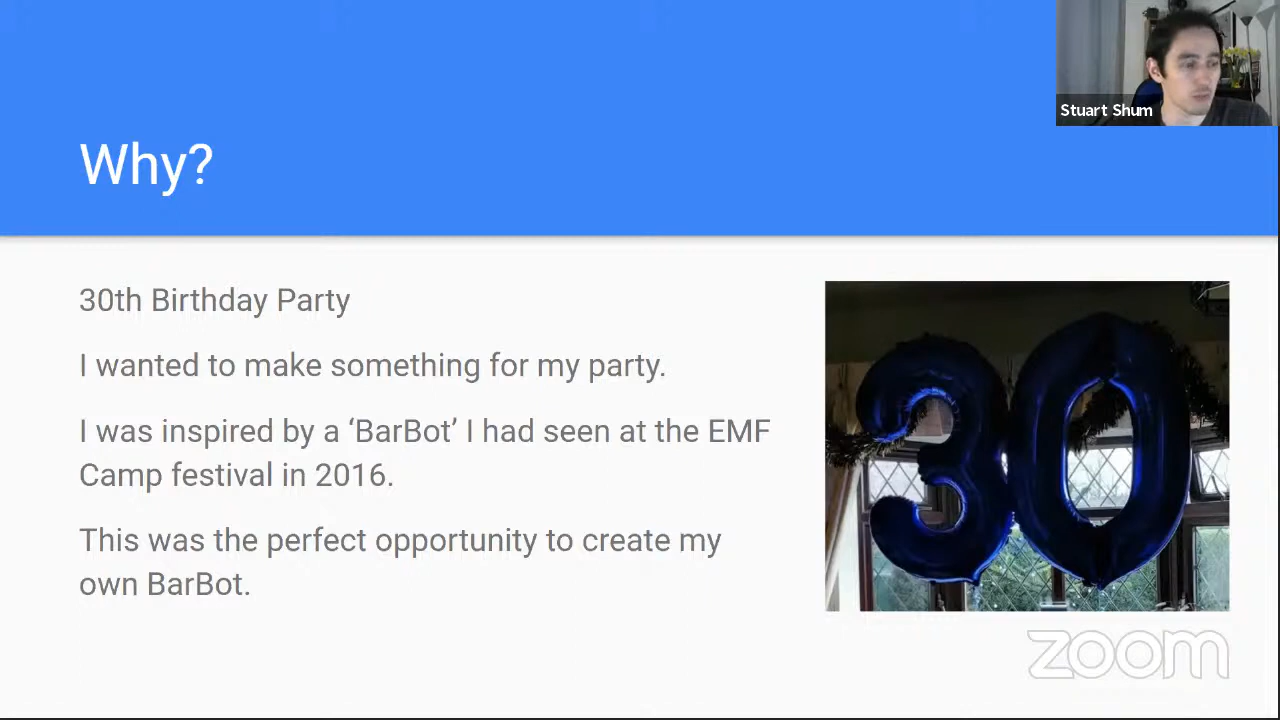 Stuart Shum
Why?
30th Birthday Party
I wanted to make something for my party.
I was inspired by a ‘BarBot’ I had seen at the EMF
Camp festival in 2016.
This was the perfect opportunity to create my
own BarBot.
30
zoom